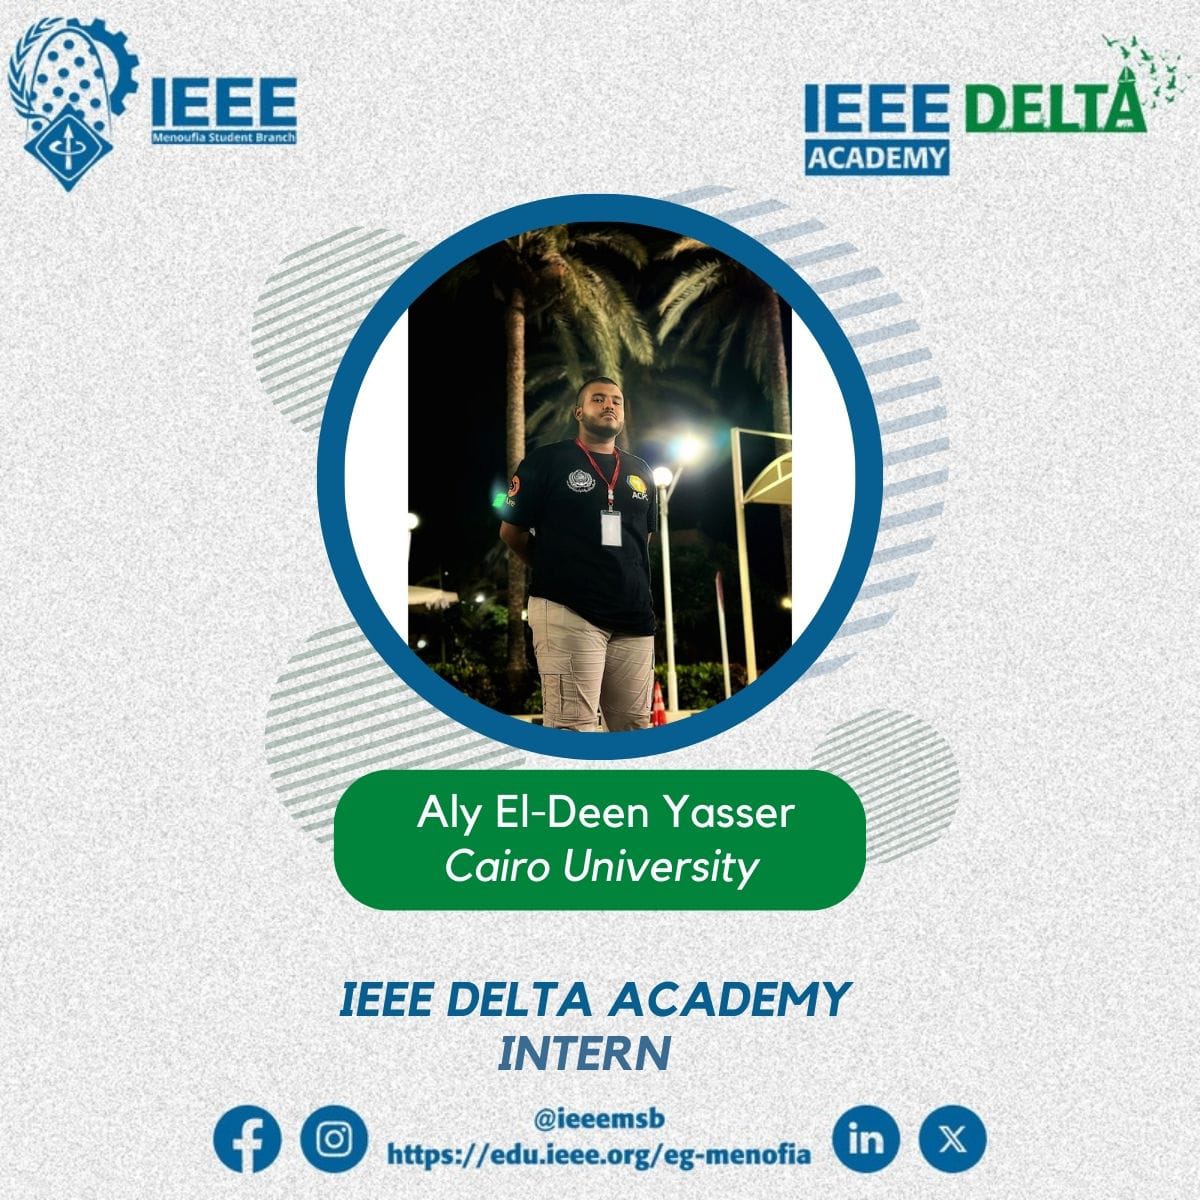 IEEE
Menoufia Student Branch
IEEE DELTA
ACADEMY
ACPC
Aly El-Deen Yasser
Cairo University
IEEE DELTA ACADEMY
INTERN
@ieeemsb
https://edu.ieee.org/eg-menofia